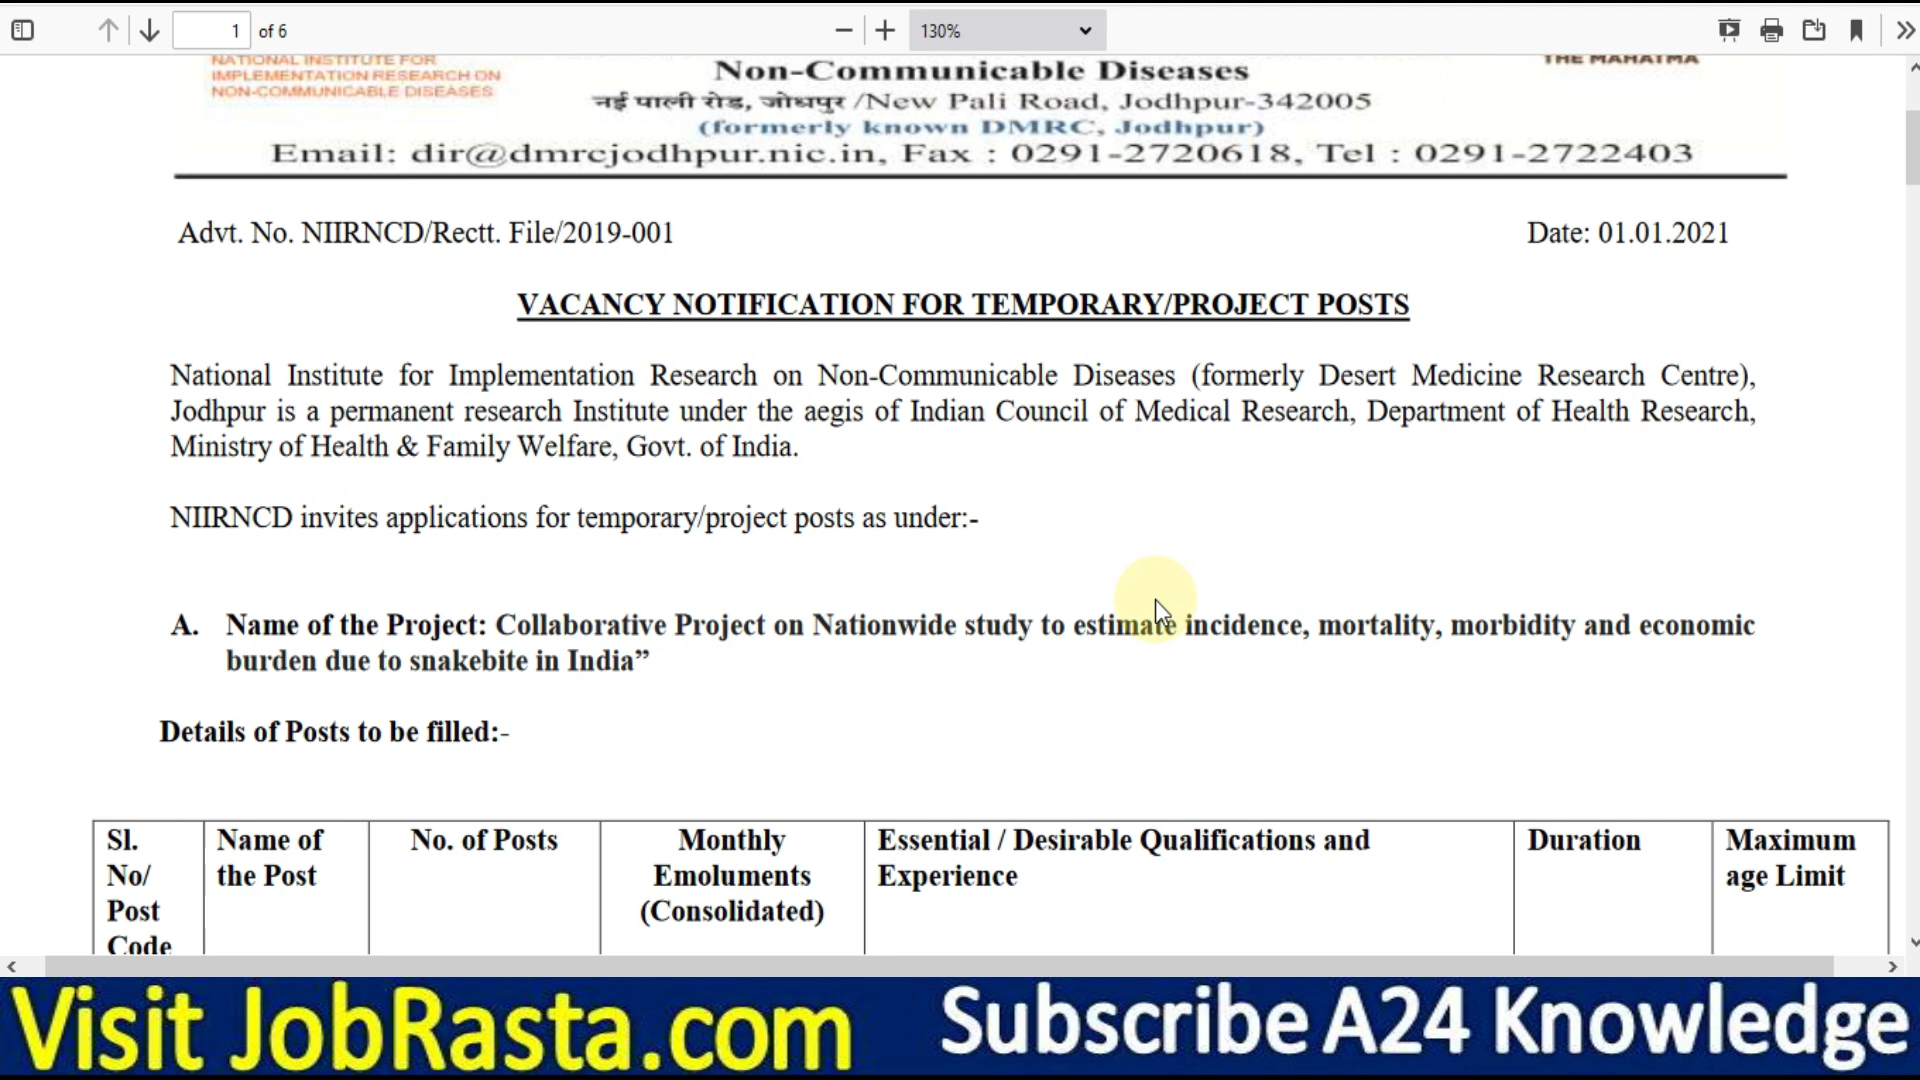 1 of 6
130%
NATIONAL INSTITUTE FOR
IMPLEMENTATION RESEARCH ON
NON-COMMUNICABLE DISEASES
THE MAHATMA
Non-Communicable Diseases
नई पाली रोड, जोधपुर /New Pali Road, Jodhpur-342005
(formerly known DMRC, Jodhpur)
Email: dir@dmrcjodhpur.nic.in, Fax : 0291-2720618, Tel : 0291-2722403
Advt. No. NIIRNCD/Rectt. File/2019-001
Date: 01.01.2021
VACANCY NOTIFICATION FOR TEMPORARY/PROJECT POSTS
National Institute for Implementation Research on Non-Communicable Diseases (formerly Desert Medicine Research Centre),
Jodhpur is a permanent research Institute under the aegis of Indian Council of Medical Research, Department of Health Research,
Ministry of Health & Family Welfare, Govt. of India.
NIIRNCD invites applications for temporary/project posts as under:-
A. Name of the Project: Collaborative Project on Nationwide study to estimate incidence, mortality, morbidity and economic
burden due to snakebite in India”
Details of Posts to be filled:-
Sl. Name of No. of Posts Monthly Essential / Desirable Qualifications and Duration Maximum
No/ the Post Emoluments Experience age Limit
Post (Consolidated)
Code
Visit JobRasta.com Subscribe A24 Knowledge